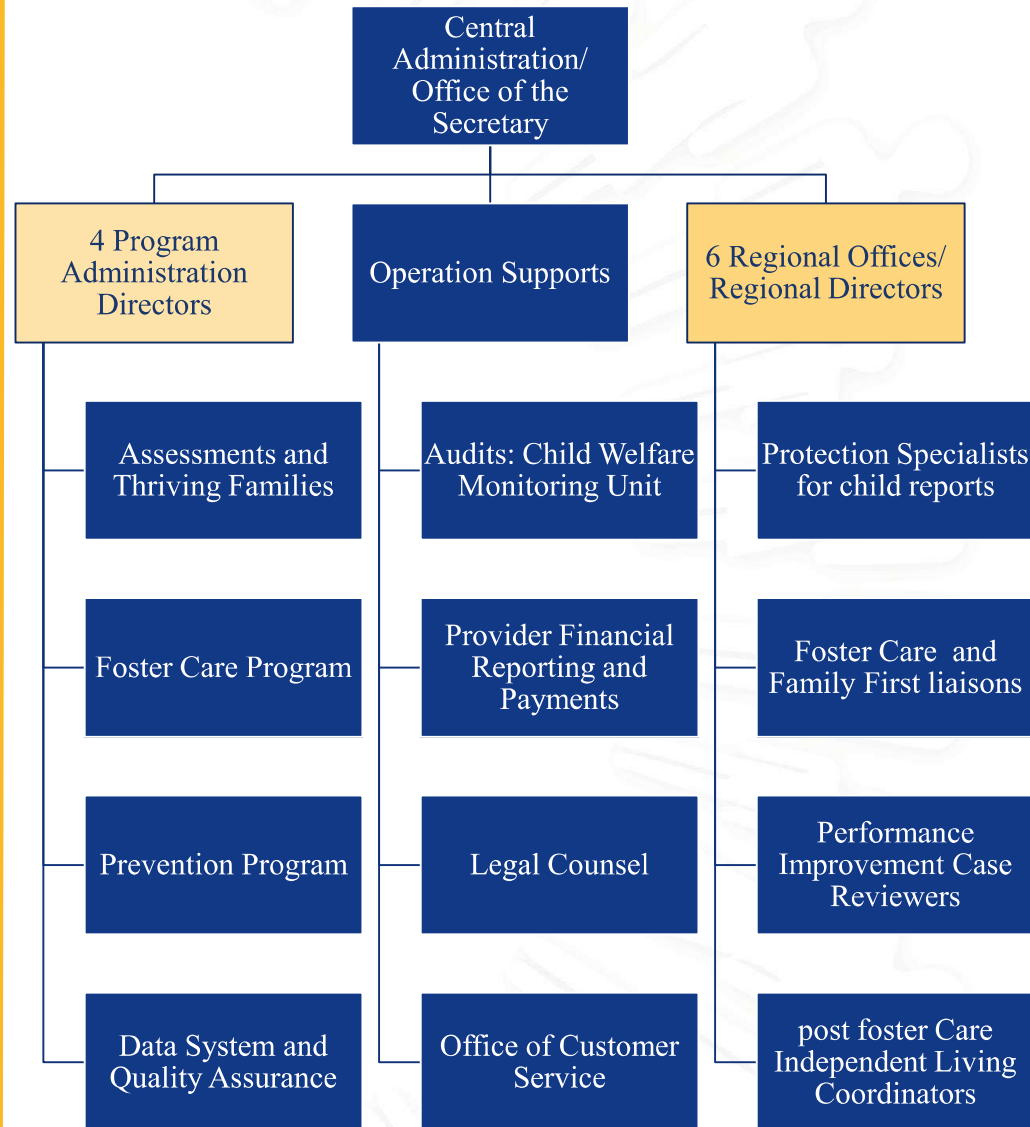 Central
Administration/
Office of the
Secretary
4 Program
Administration
Directors
Operation Supports
6 Regional Offices/
Regional Directors
Assessments and
Thriving Families
Audits: Child Welfare
Monitoring Unit
Protection Specialists
for child reports
Foster Care Program
Provider Financial
Reporting and
Payments
Foster Care  and
Family First liaisons
Prevention Program
Legal Counsel
Performance
Improvement Case
Reviewers
Data System and
Quality Assurance
Office of Customer
Service
post foster Care
Independent Living
Coordinators